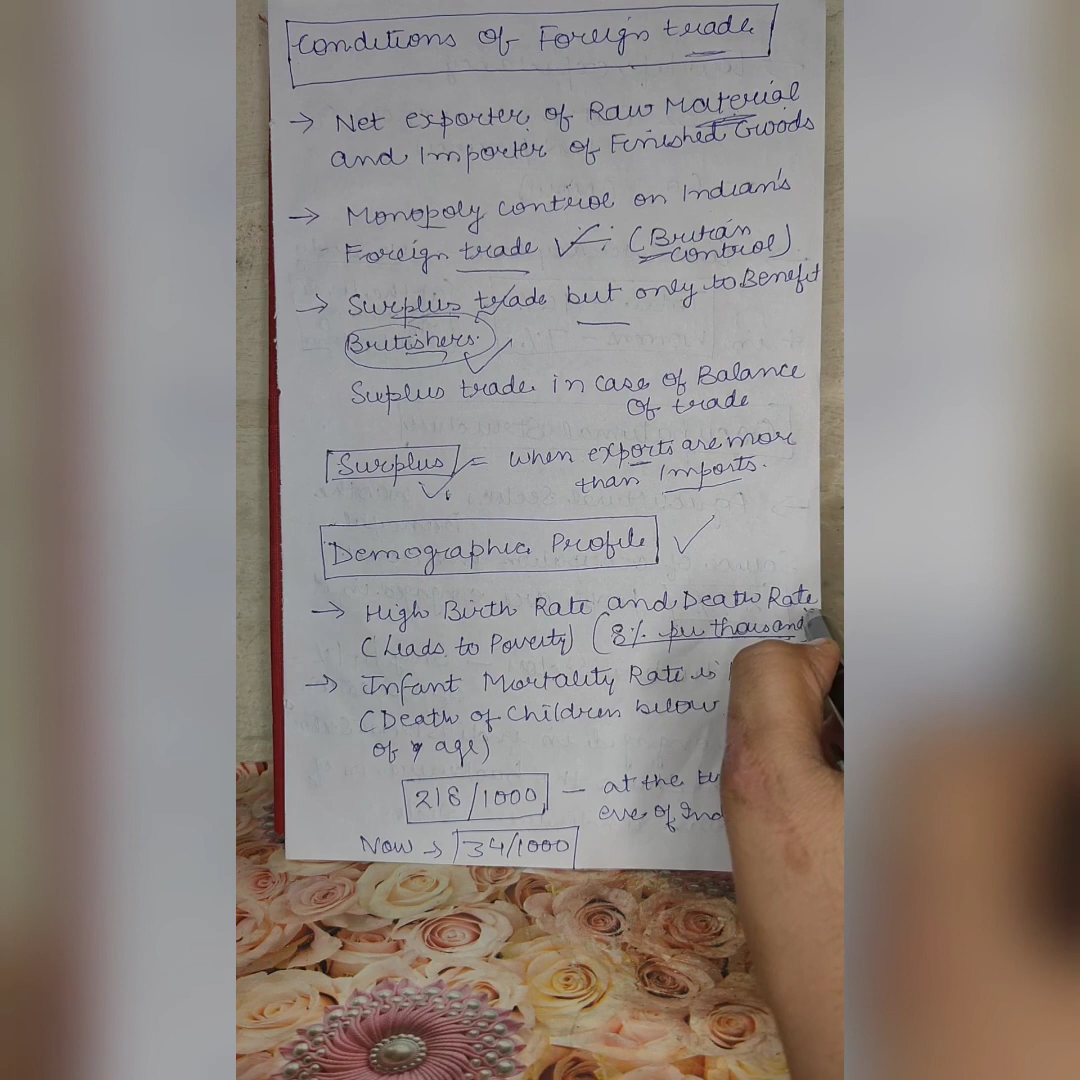 Conditions of Foreign trade
→ Net exporter of Raw Material
and Importer of Finished Goods
→ Monopoly control on Indian's
Foreign trade (Britain
control)
→ Surplus trade but only to Benefit
Britishers.
Surplus trade in case of Balance
of trade
Surplus = when exports are more
than Imports.
Demographic Profile
→ High Birth Rate and Death Rate
(Leads to Poverty) (8% per thousand
→ Infant Mortality Rate is
(Death of Children below
of age)
218/1000 — at the
eve of
Now → 34/1000